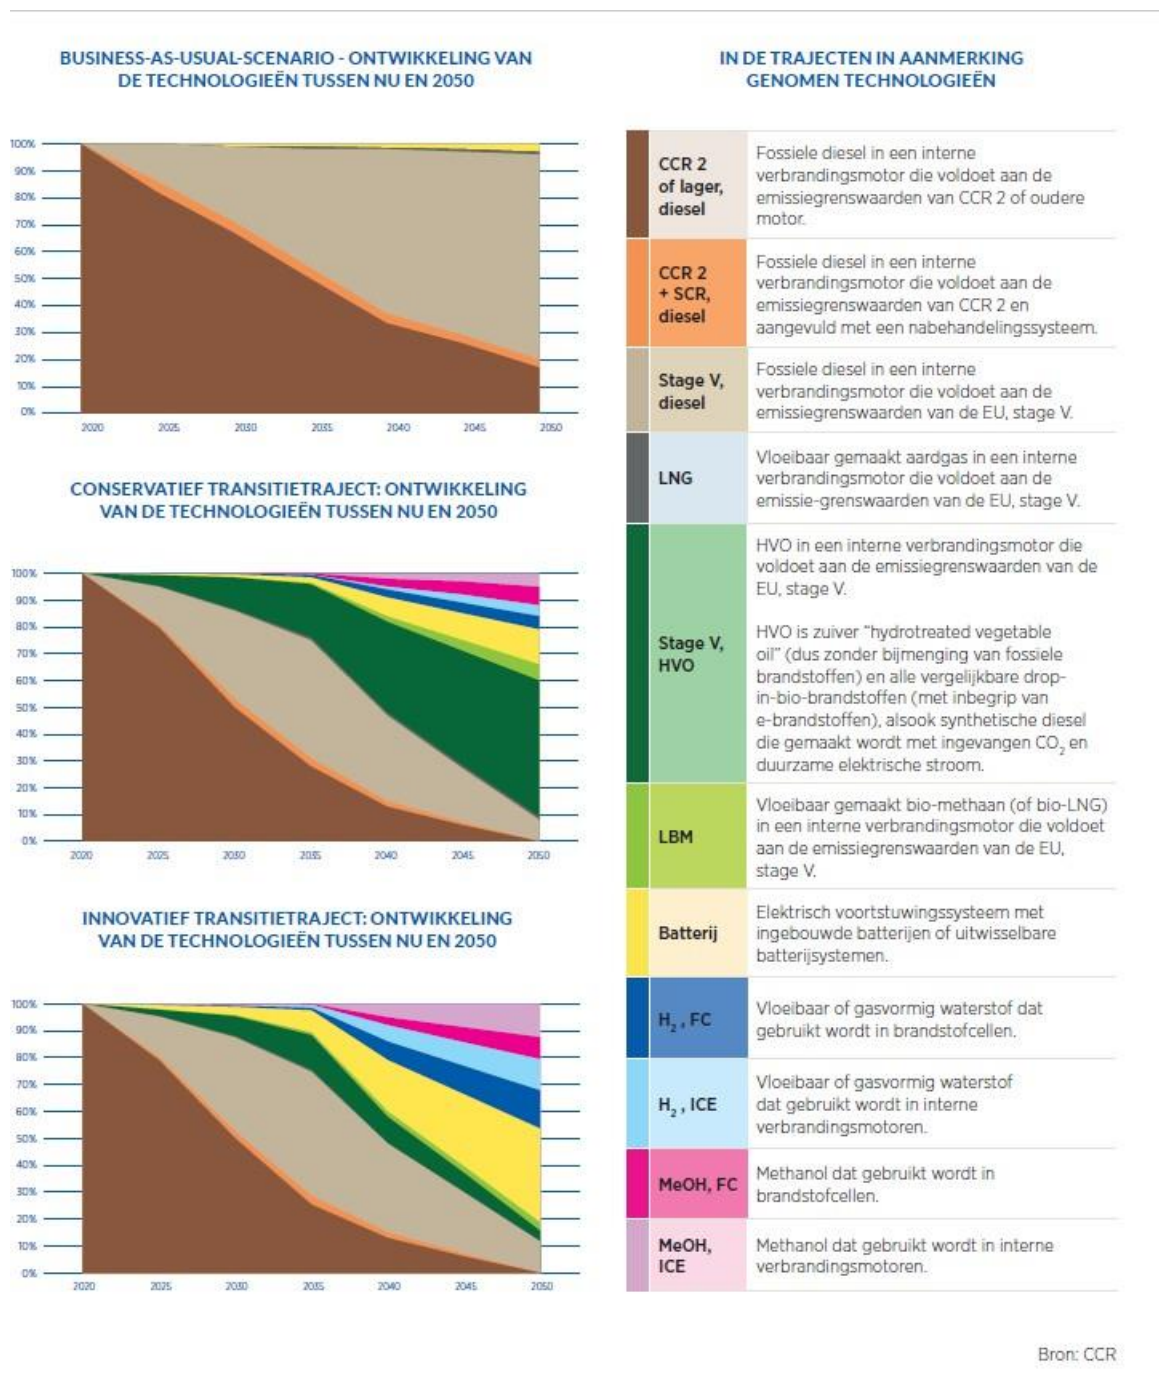 BUSINESS-AS-USUAL-SCENARIO - ONTWIKKELING VAN
DE TECHNOLOGIEËN TUSSEN NU EN 2050
100%
90%
80%
70%
60%
50%
40%
30%
20%
10%
0%
2020 2025 2030 2035 2040 2045 2050
CONSERVATIEF TRANSITIETRAJECT: ONTWIKKELING
VAN DE TECHNOLOGIEËN TUSSEN NU EN 2050
100%
90%
80%
70%
60%
50%
40%
30%
20%
10%
0%
2020 2025 2030 2035 2040 2045 2050
INNOVATIEF TRANSITIETRAJECT: ONTWIKKELING
VAN DE TECHNOLOGIEËN TUSSEN NU EN 2050
100%
90%
80%
70%
60%
50%
40%
30%
20%
10%
0%
2020 2025 2030 2035 2040 2045 2050
IN DE TRAJECTEN IN AANMERKING
GENOMEN TECHNOLOGIEËN
CCR 2
of lager,
diesel
Fossiele diesel in een interne
verbrandingsmotor die voldoet aan de
emissiegrenswaarden van CCR 2 of oudere
motor.
CCR 2
+ SCR,
diesel
Fossiele diesel in een interne
verbrandingsmotor die voldoet aan de
emissiegrenswaarden van CCR 2 en
aangevuld met een nabehandelingssysteem.
Stage V,
diesel
Fossiele diesel in een interne
verbrandingsmotor die voldoet aan de
emissiegrenswaarden van de EU, stage V.
LNG
Vloeibaar gemaakt aardgas in een interne
verbrandingsmotor die voldoet aan de
emissie-grenswaarden van de EU, stage V.
Stage V,
HVO
HVO in een interne verbrandingsmotor die
voldoet aan de emissiegrenswaarden van de
EU, stage V.
HVO is zuiver "hydrotreated vegetable
oil" (dus zonder bijmenging van fossiele
brandstoffen) en alle vergelijkbare drop-
in-bio-brandstoffen (met inbegrip van
e-brandstoffen), alsook synthetische diesel
die gemaakt wordt met ingevangen CO₂ en
duurzame elektrische stroom.
LBM
Vloeibaar gemaakt bio-methaan (of bio-LNG)
in een interne verbrandingsmotor die voldoet
aan de emissiegrenswaarden van de EU,
stage V.
Batterij
Elektrisch voortstuwingssysteem met
ingebouwde batterijen of uitwisselbare
batterijsystemen.
H₂ , FC
Vloeibaar of gasvormig waterstof dat
gebruikt wordt in brandstofcellen.
H₂ , ICE
Vloeibaar of gasvormig waterstof
dat gebruikt wordt in interne
verbrandingsmotoren.
MeOH, FC
Methanol dat gebruikt wordt in
brandstofcellen.
MeOH,
ICE
Methanol dat gebruikt wordt in interne
verbrandingsmotoren.
Bron: CCR